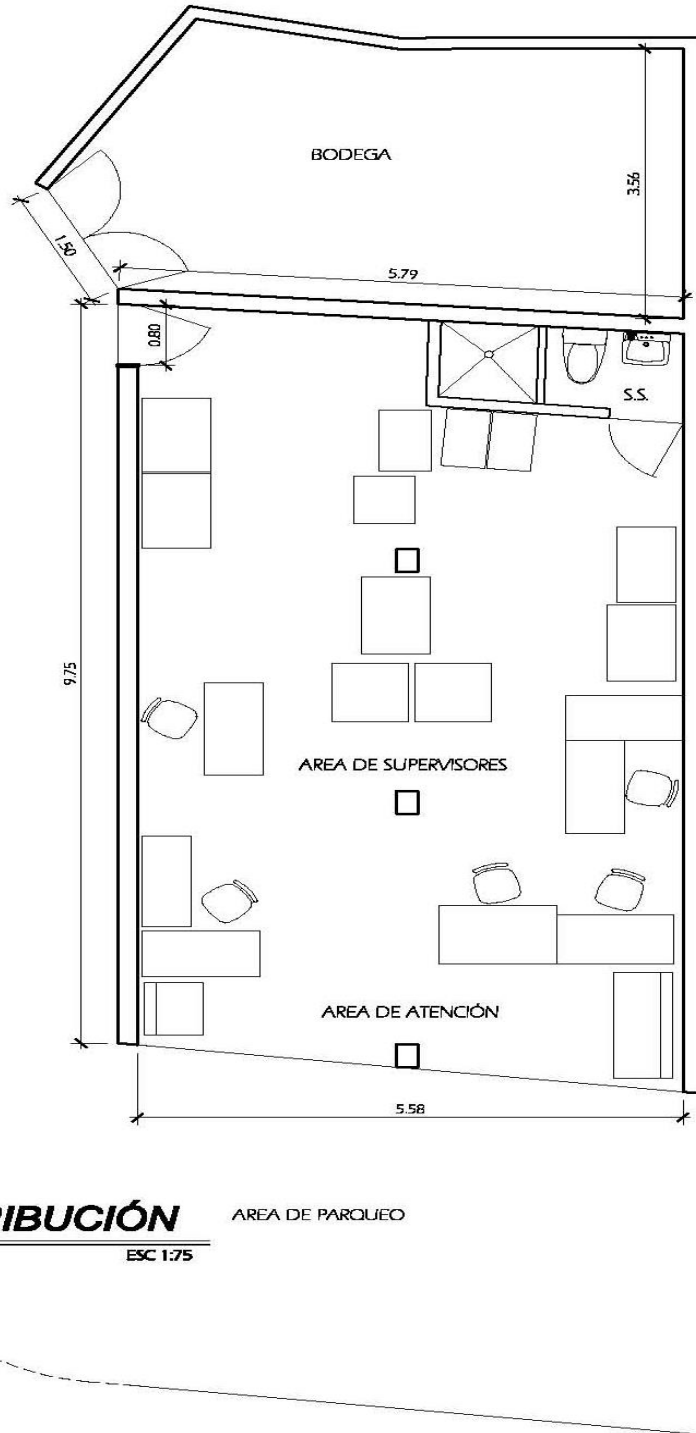 BODEGA
3.56
1.50
5.79
0.80
S.S.
9.75
AREA DE SUPERVISORES
AREA DE ATENCIÓN
5.58
RIBUCIÓN
AREA DE PARQUEO
ESC 1:75